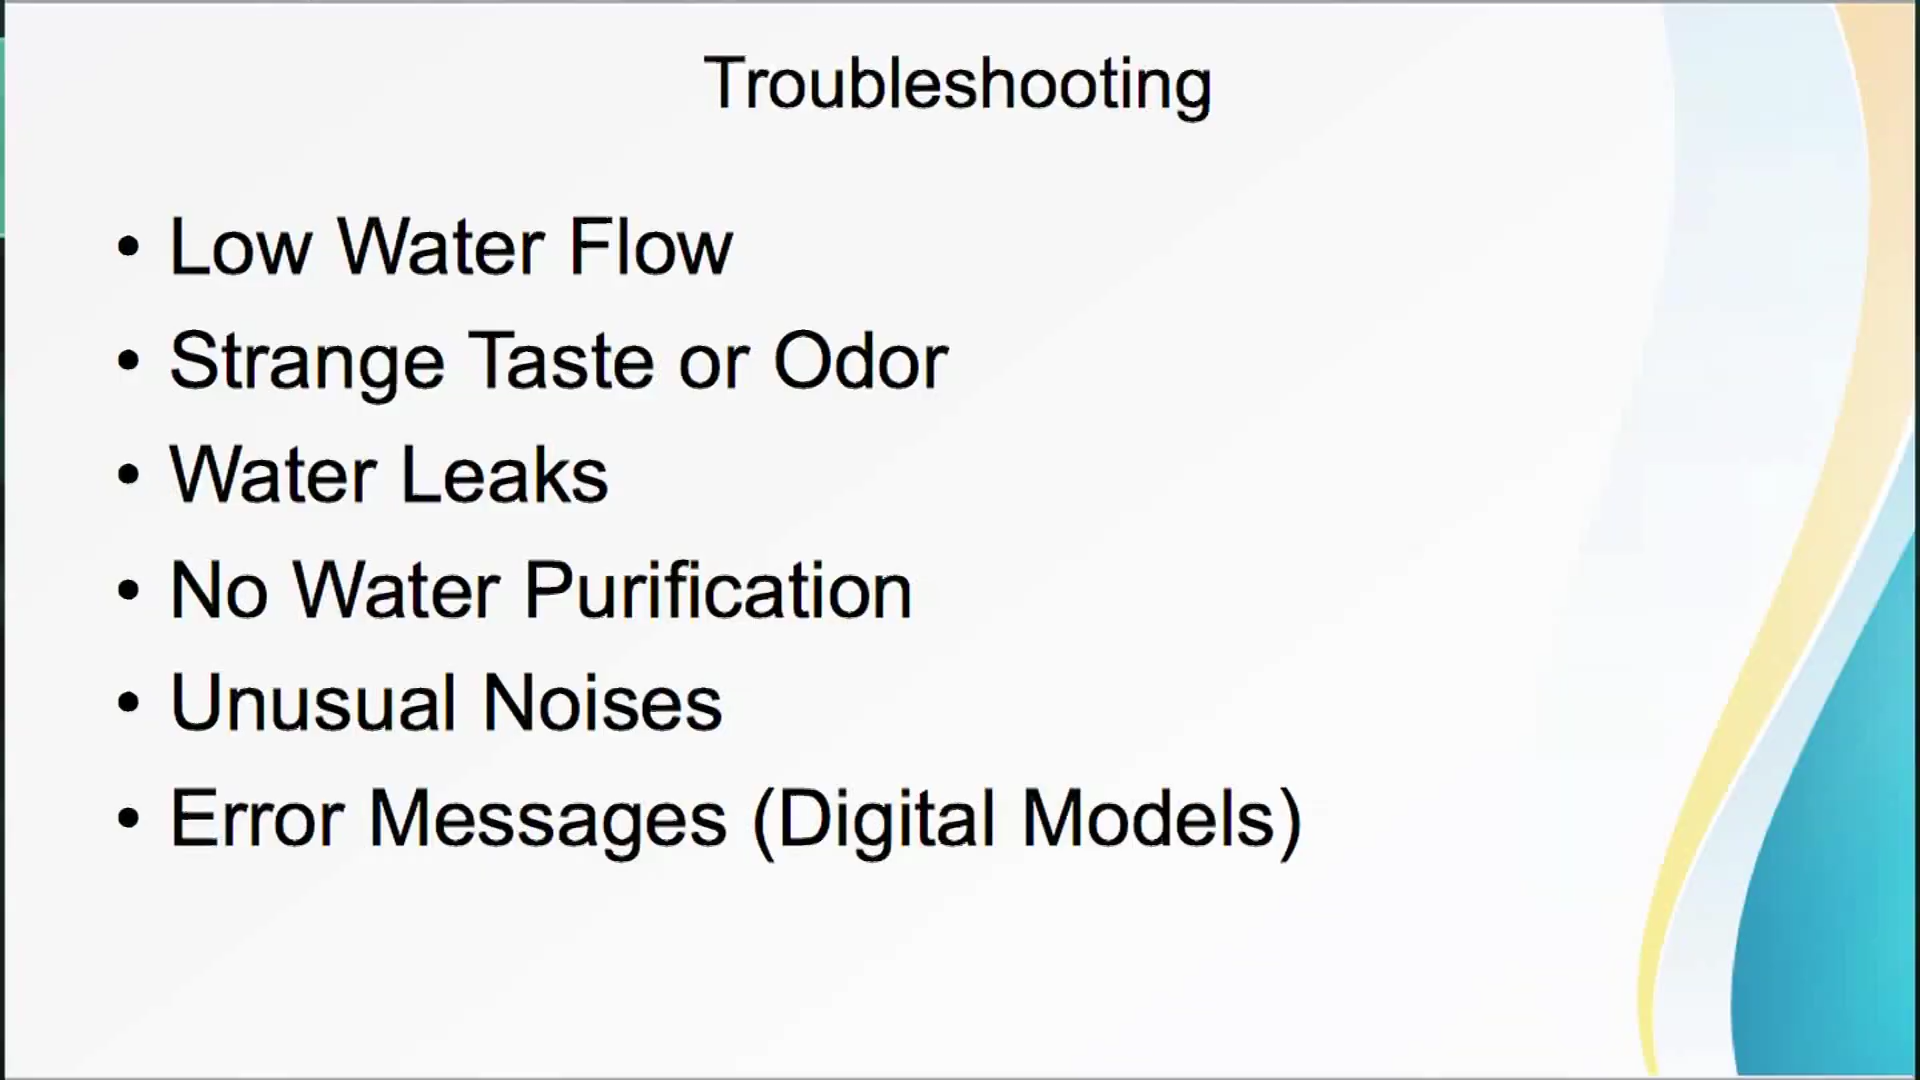 Troubleshooting
• Low Water Flow
• Strange Taste or Odor
• Water Leaks
• No Water Purification
• Unusual Noises
• Error Messages (Digital Models)